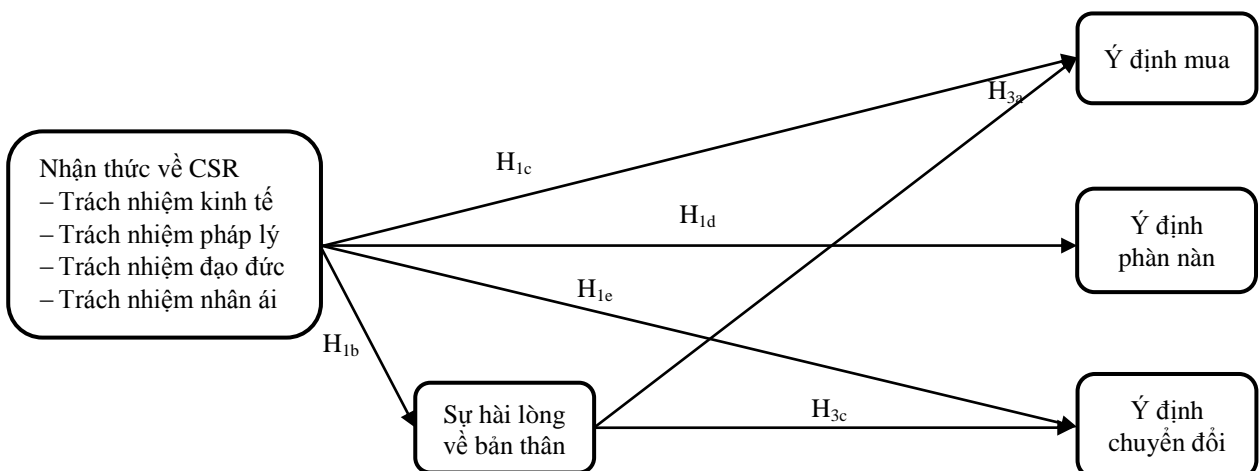 Ý định mua
H3a
Nhận thức về CSR
– Trách nhiệm kinh tế
– Trách nhiệm pháp lý
– Trách nhiệm đạo đức
– Trách nhiệm nhân ái
H1c
H1d
Ý định
phàn nàn
H1e
H1b
Sự hài lòng
về bản thân
H3c
Ý định
chuyển đổi